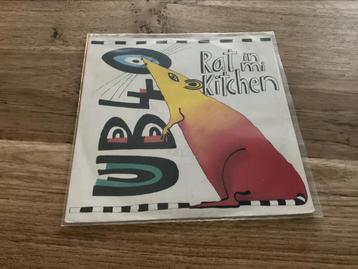 UB40
Rat in mi
Kitchen